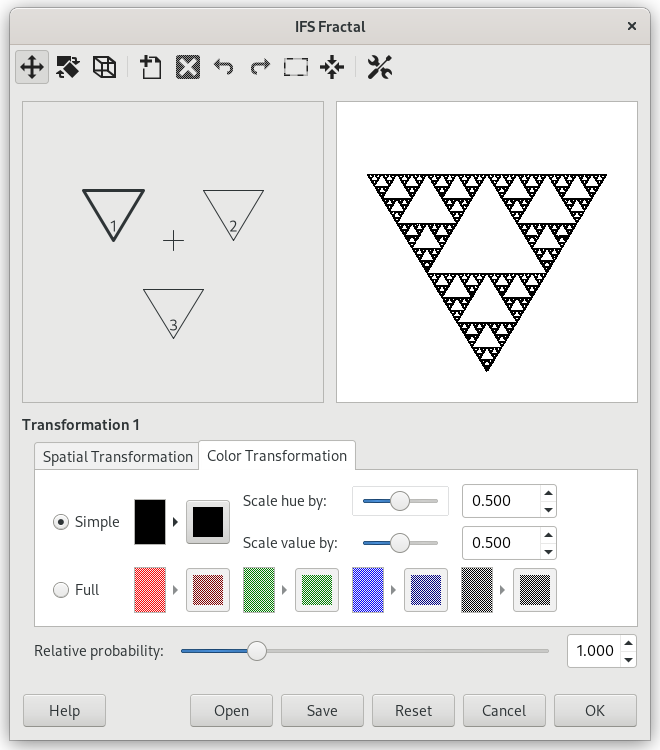 IFS Fractal
1
2
3
Transformation 1
Spatial Transformation Color Transformation
Simple
Scale hue by: 0.500
Scale value by: 0.500
Full
Relative probability: 1.000
Help Open Save Reset Cancel OK